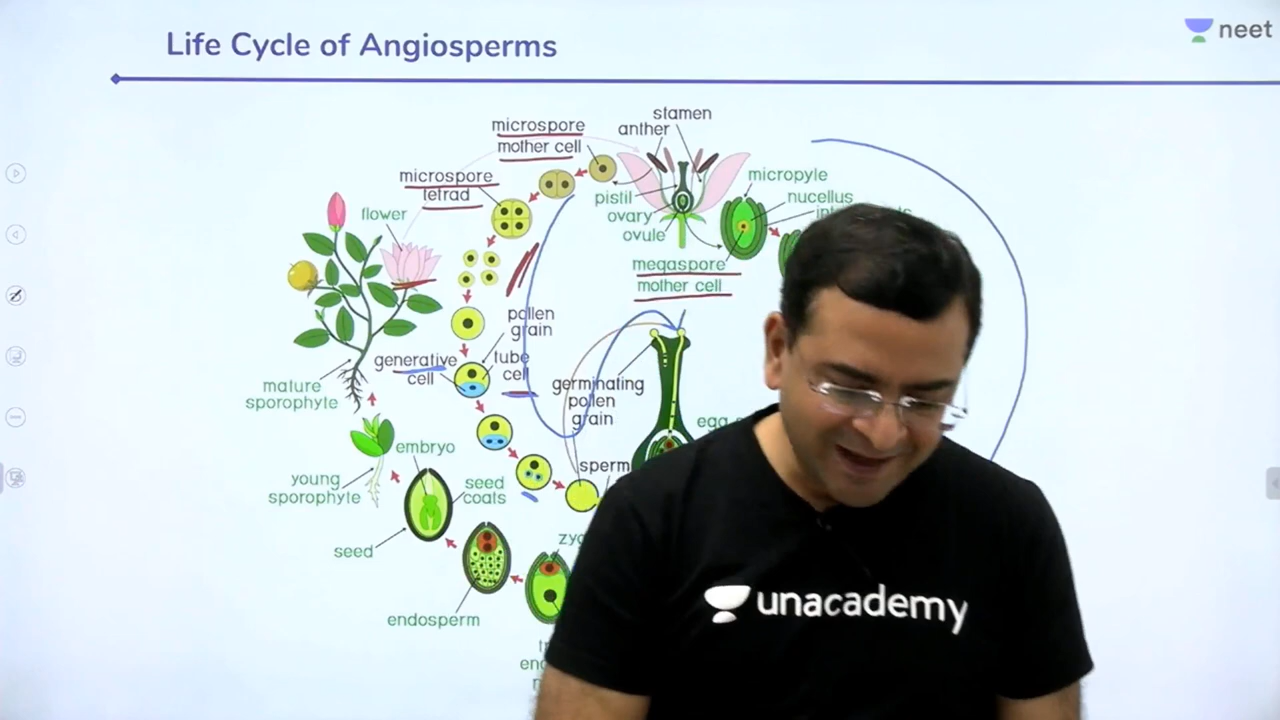 Life Cycle of Angiosperms
neet
stamen
anther
microspore
mother cell
microspore
letrad
micropyle
nucellus
pistil
ovary
ovule
flower
megaspore
mother cell
pollen
grain
generative
cell
tube
cell
germinating
pollen
grain
mature
sporophyte
egg
embryo
sperm
seed
coats
young
sporophyte
seed
endosperm
unacademy